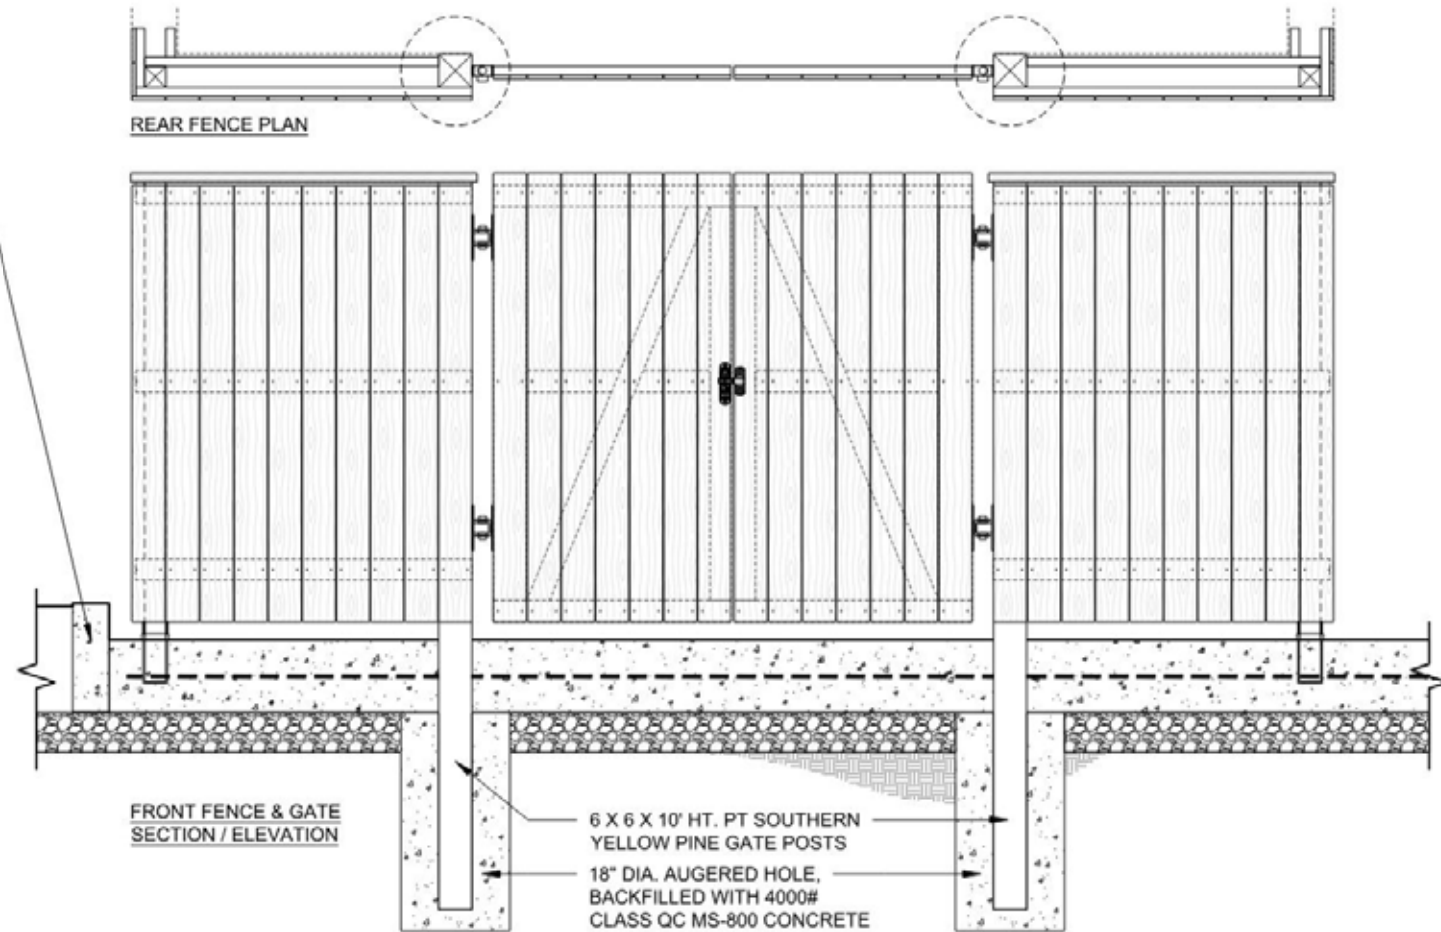 REAR FENCE PLAN
FRONT FENCE & GATE
SECTION / ELEVATION
6 X 6 X 10' HT. PT SOUTHERN
YELLOW PINE GATE POSTS
18" DIA. AUGERED HOLE,
BACKFILLED WITH 4000#
CLASS QC MS-800 CONCRETE